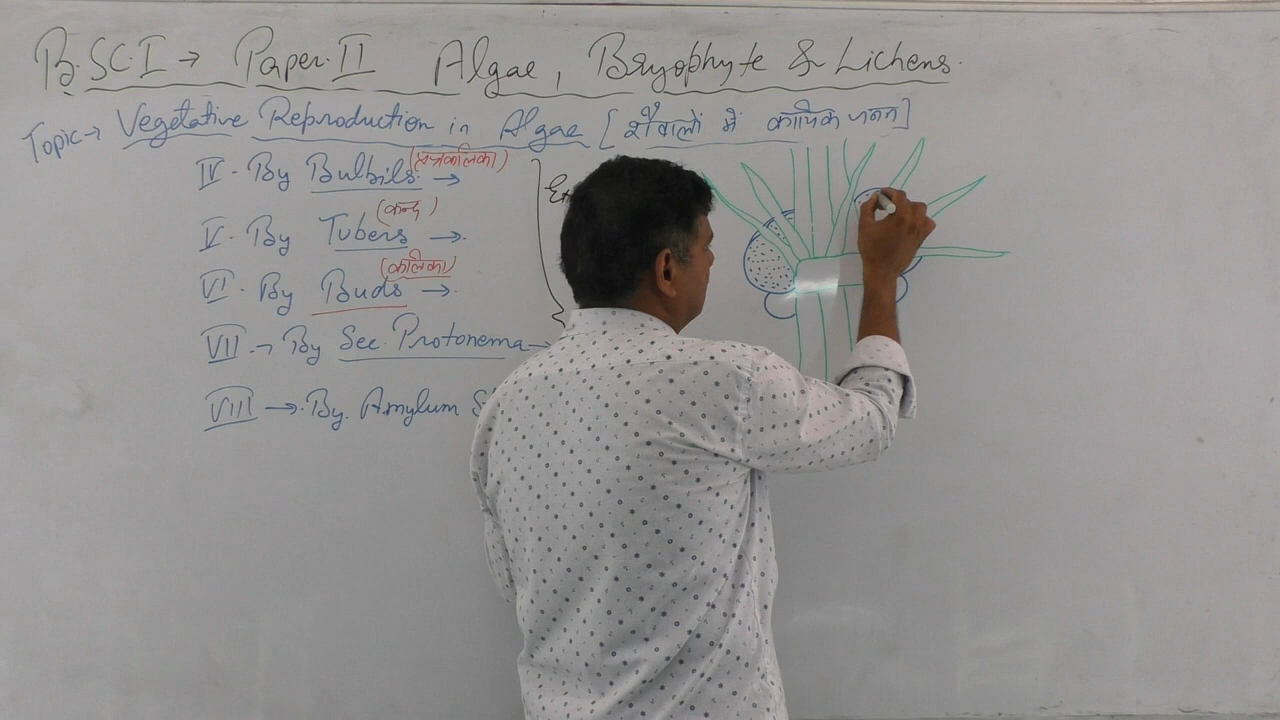 B.SC.I → Paper.II Algae, Bryophyte & Lichens.
Topic→ Vegetative Reproduction in Algae [शैवालों में कायिक जनन]
IV. By Bulbils. → (पत्रकलिका)
V. By Tubers →. (कन्द)
VI. By Buds →. (कलिका)
VII.→ By Sec. Protonema →
VIII →. By. Amylum